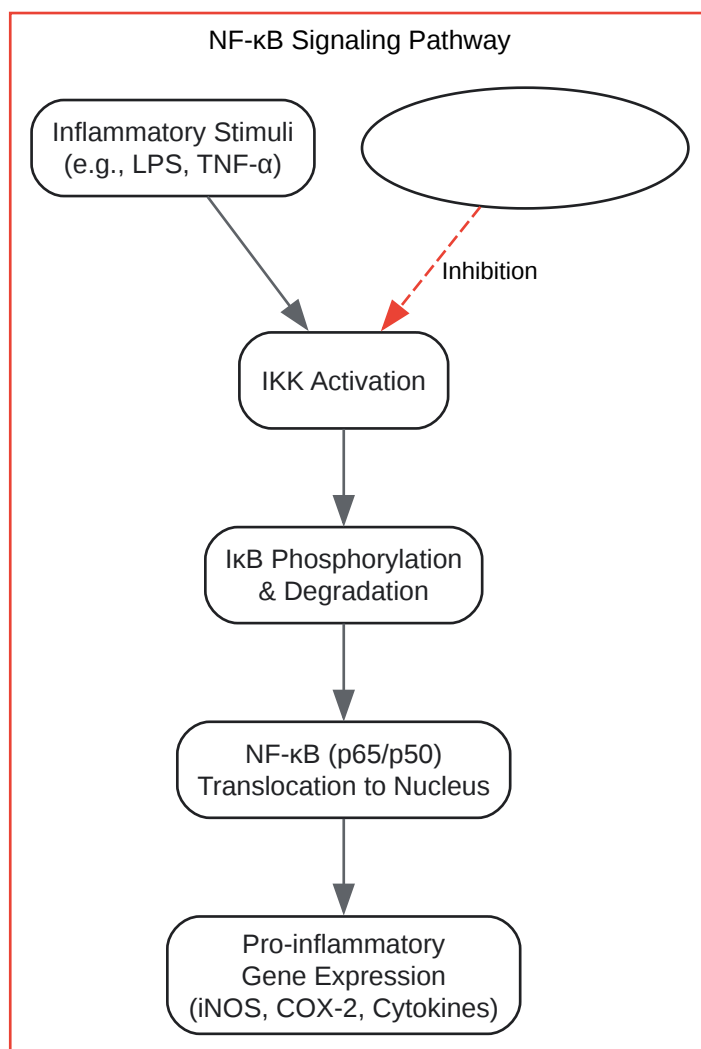 NF-κB Signaling Pathway
Inflammatory Stimuli
(e.g., LPS, TNF-α)
Inhibition
IKK Activation
IκB Phosphorylation
& Degradation
NF-κB (p65/p50)
Translocation to Nucleus
Pro-inflammatory
Gene Expression
(iNOS, COX-2, Cytokines)